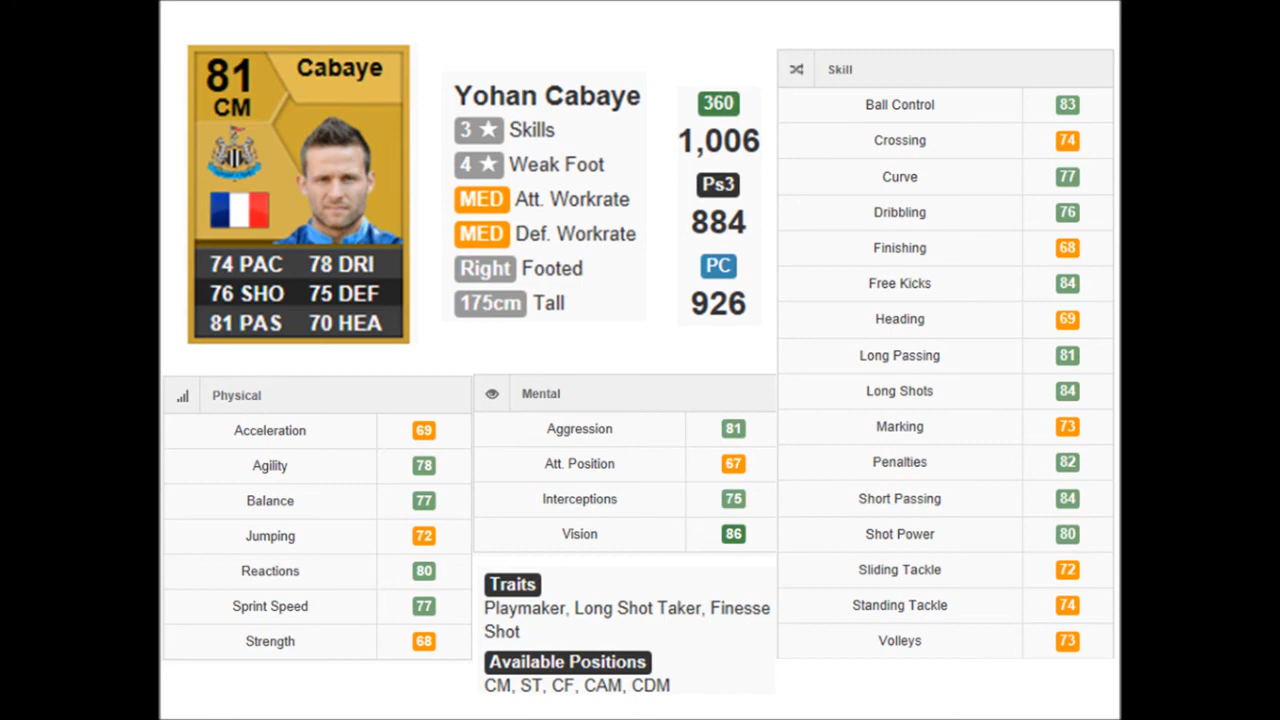 81
CM
Cabaye
74 PAC 78 DRI
76 SHO 75 DEF
81 PAS 70 HEA
Yohan Cabaye
3 ★ Skills
4 ★ Weak Foot
MED Att. Workrate
MED Def. Workrate
Right Footed
175cm Tall
360
1,006
Ps3
884
PC
926
Physical
Acceleration 69
Agility 78
Balance 77
Jumping 72
Reactions 80
Sprint Speed 77
Strength 68
Mental
Aggression 81
Att. Position 67
Interceptions 75
Vision 86
Traits
Playmaker, Long Shot Taker, Finesse
Shot
Available Positions
CM, ST, CF, CAM, CDM
Skill
Ball Control 83
Crossing 74
Curve 77
Dribbling 76
Finishing 68
Free Kicks 84
Heading 69
Long Passing 81
Long Shots 84
Marking 73
Penalties 82
Short Passing 84
Shot Power 80
Sliding Tackle 72
Standing Tackle 74
Volleys 73